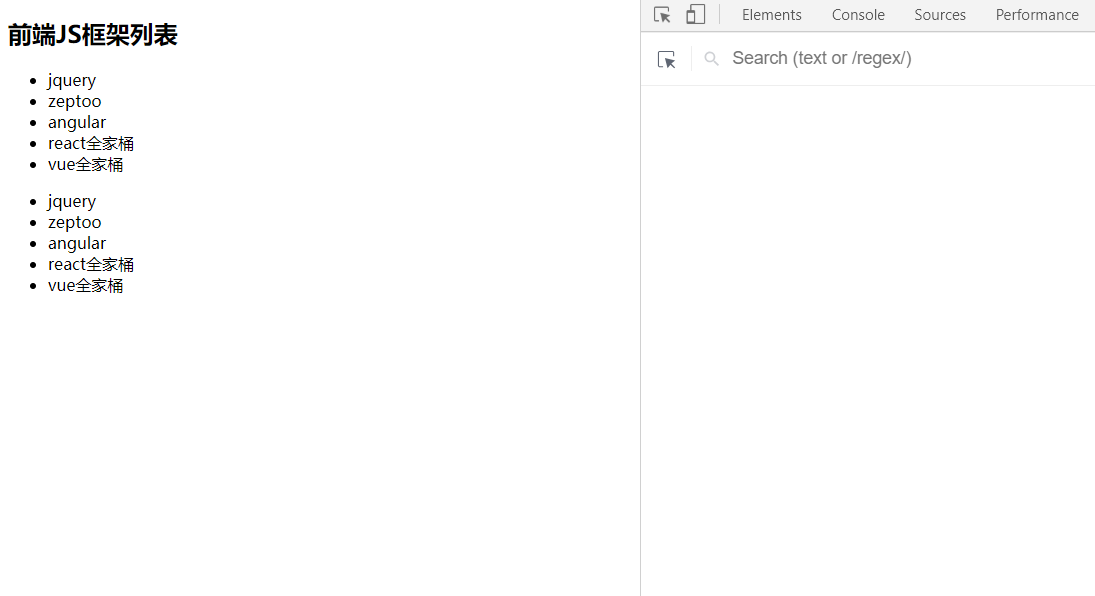 前端JS框架列表
jquery
zeptoo
angular
react全家桶
vue全家桶
jquery
zeptoo
angular
react全家桶
vue全家桶
Elements Console Sources Performance
Search (text or /regex/)